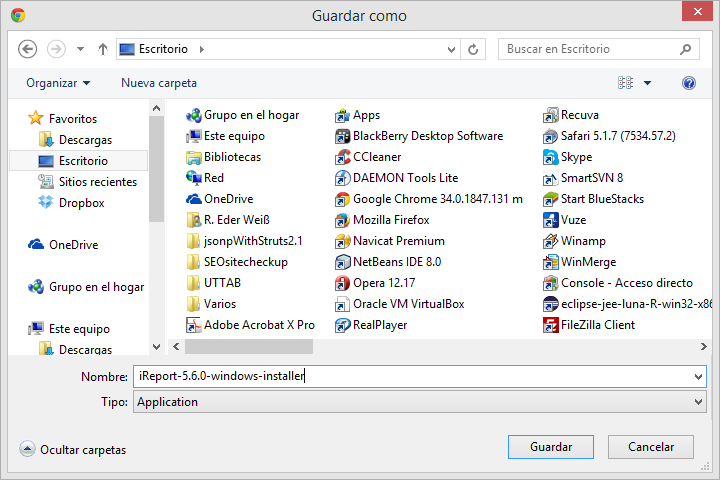 Guardar como
Escritorio
Buscar en Escritorio
Organizar
Nueva carpeta
Favoritos
Descargas
Escritorio
Sitios recientes
Dropbox
OneDrive
Grupo en el hogar
Este equipo
Descargas
Grupo en el hogar
Este equipo
Bibliotecas
Red
OneDrive
R. Eder Weiß
jsonpWithStruts2.1
SEOsitecheckup
UTTAB
Varios
Adobe Acrobat X Pro
Apps
BlackBerry Desktop Software
CCleaner
DAEMON Tools Lite
Google Chrome 34.0.1847.131 m
Mozilla Firefox
Navicat Premium
NetBeans IDE 8.0
Opera 12.17
Oracle VM VirtualBox
RealPlayer
Recuva
Safari 5.1.7 (7534.57.2)
Skype
SmartSVN 8
Start BlueStacks
Vuze
Winamp
WinMerge
Console - Acceso directo
eclipse-jee-luna-R-win32-x86
FileZilla Client
Nombre: iReport-5.6.0-windows-installer
Tipo: Application
Ocultar carpetas
Guardar
Cancelar